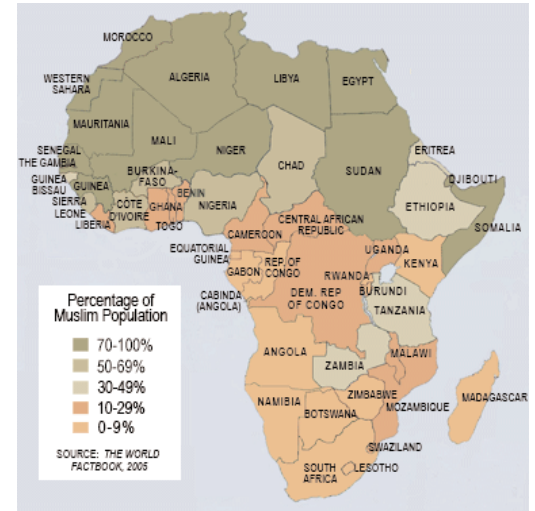 MOROCCO
WESTERN
SAHARA
ALGERIA
LIBYA
EGYPT
MAURITANIA
MALI
NIGER
CHAD
SUDAN
ERITREA
SENEGAL
THE GAMBIA
GUINEA
BISSAU
GUINEA
SIERRA
LEONE
LIBERIA
BURKINA-
FASO
CÔTE
D'IVOIRE
GHANA
TOGO
BENIN
NIGERIA
DJIBOUTI
ETHIOPIA
SOMALIA
CAMEROON
CENTRAL AFRICAN
REPUBLIC
EQUATORIAL
GUINEA
GABON
REP. OF
CONGO
CABINDA
(ANGOLA)
DEM. REP
OF CONGO
UGANDA
KENYA
RWANDA
BURUNDI
TANZANIA
ANGOLA
ZAMBIA
MALAWI
MOZAMBIQUE
ZIMBABWE
MADAGASCAR
NAMIBIA
BOTSWANA
SWAZILAND
LESOTHO
SOUTH
AFRICA
Percentage of
Muslim Population
70-100%
50-69%
30-49%
10-29%
0-9%
SOURCE: THE WORLD
FACTBOOK, 2005